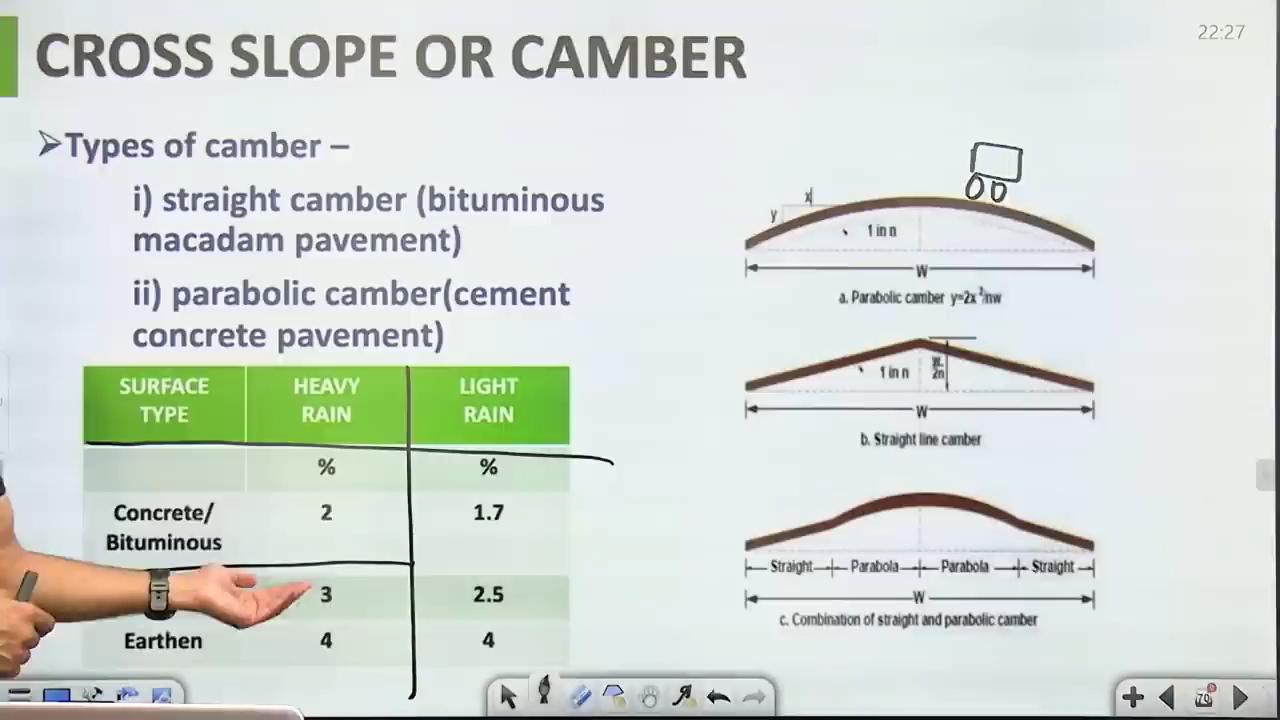 CROSS SLOPE OR CAMBER
22:27
➢Types of camber –
i) straight camber (bituminous
macadam pavement)
ii) parabolic camber(cement
concrete pavement)
SURFACE TYPE
HEAVY RAIN
LIGHT RAIN
%
%
Concrete/
Bituminous
2
1.7
3
2.5
Earthen
4
4
x
y
1 in n
W
a. Parabolic camber y=2x²/nw
1 in n
W/2n
W
b. Straight line camber
Straight
Parabola
Parabola
Straight
W
c. Combination of straight and parabolic camber
70